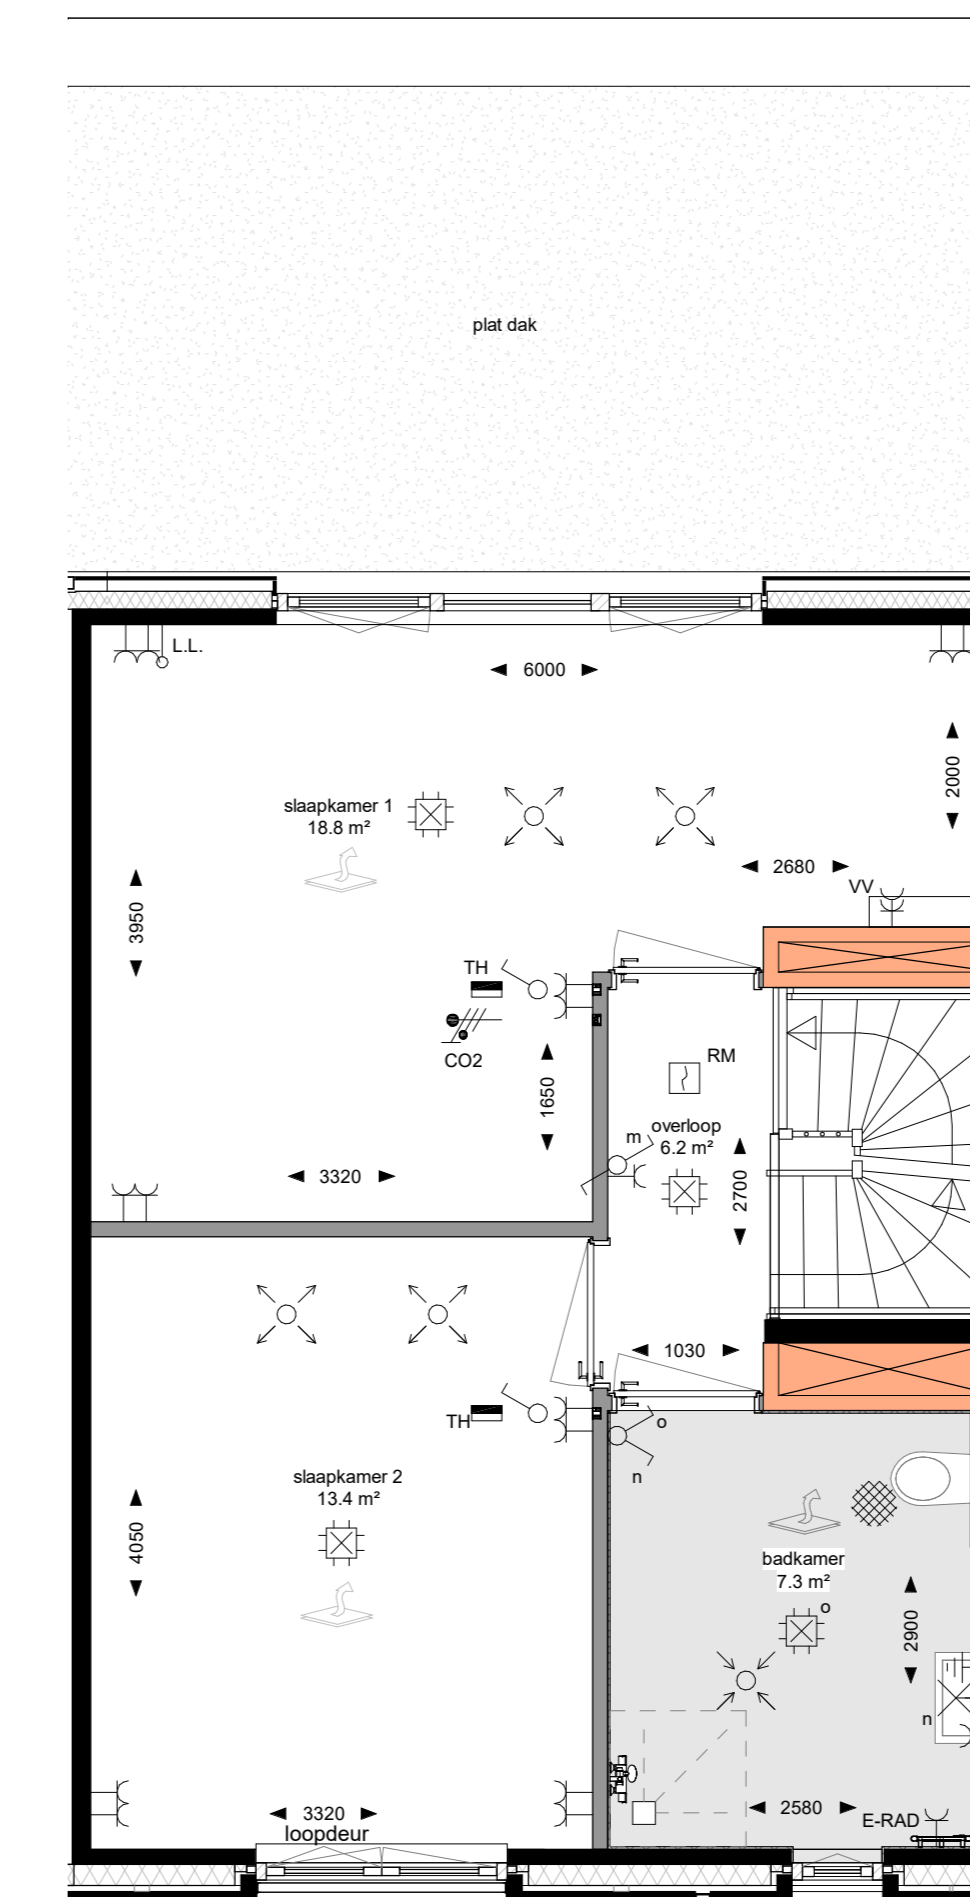 plat dak
L.L.
6000
2000
slaapkamer 1
18.8 m²
2680
VV
3950
TH
CO2
RM
1650
m
overloop
6.2 m²
2700
3320
1030
TH
o
n
slaapkamer 2
13.4 m²
4050
badkamer
7.3 m²
o
2900
n
3320
loopdeur
2580
E-RAD